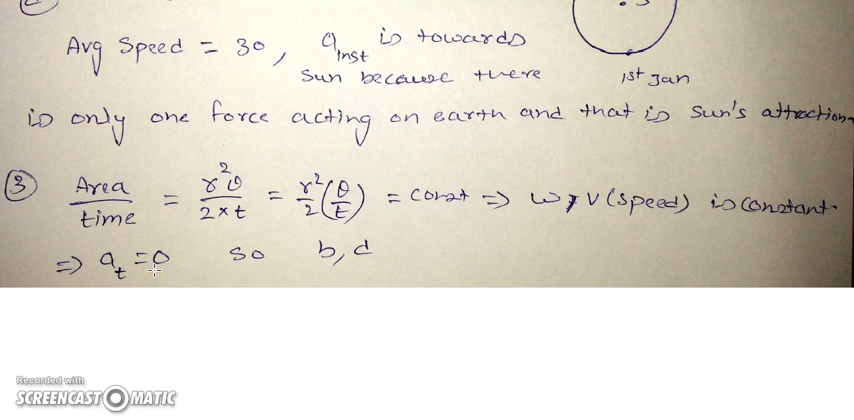 Avg Speed = 30, a_inst is towards
sun because there
1st Jan
is only one force acting on earth and that is sun's attraction.
③ Area/time = r²θ/(2×t) = r²/2 (θ/t) = const ⇒ ω, v (speed) is constant.
⇒ a_t = 0 so b, d
Recorded with
SCREENCAST MATIC